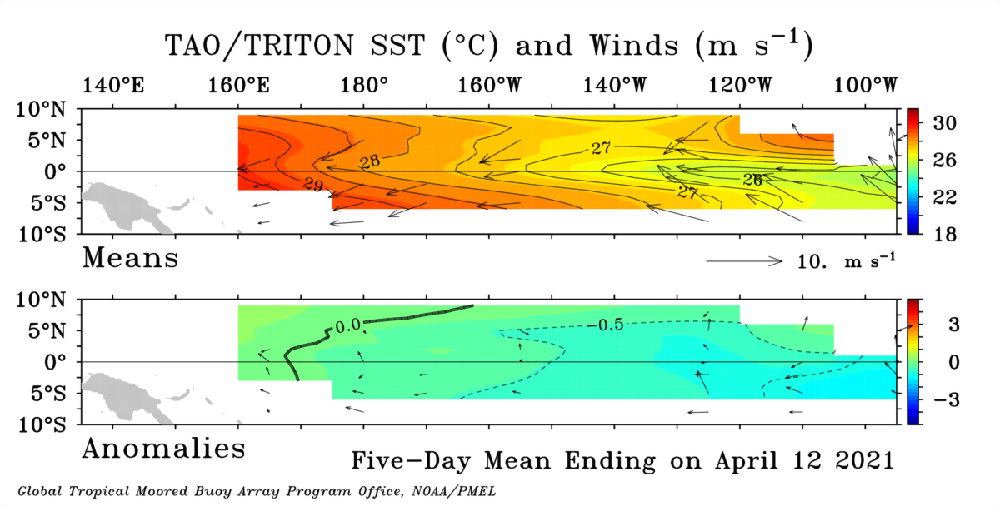 TAO/TRITON SST (°C) and Winds (m s⁻¹)
140°E 160°E 180° 160°W 140°W 120°W 100°W
10°N
5°N
0°
5°S
10°S
28
29
27
26
27
30
26
22
18
Means
10. m s⁻¹
10°N
5°N
0°
5°S
10°S
0.0
−0.5
3
0
−3
Anomalies
Five−Day Mean Ending on April 12 2021
Global Tropical Moored Buoy Array Program Office, NOAA/PMEL